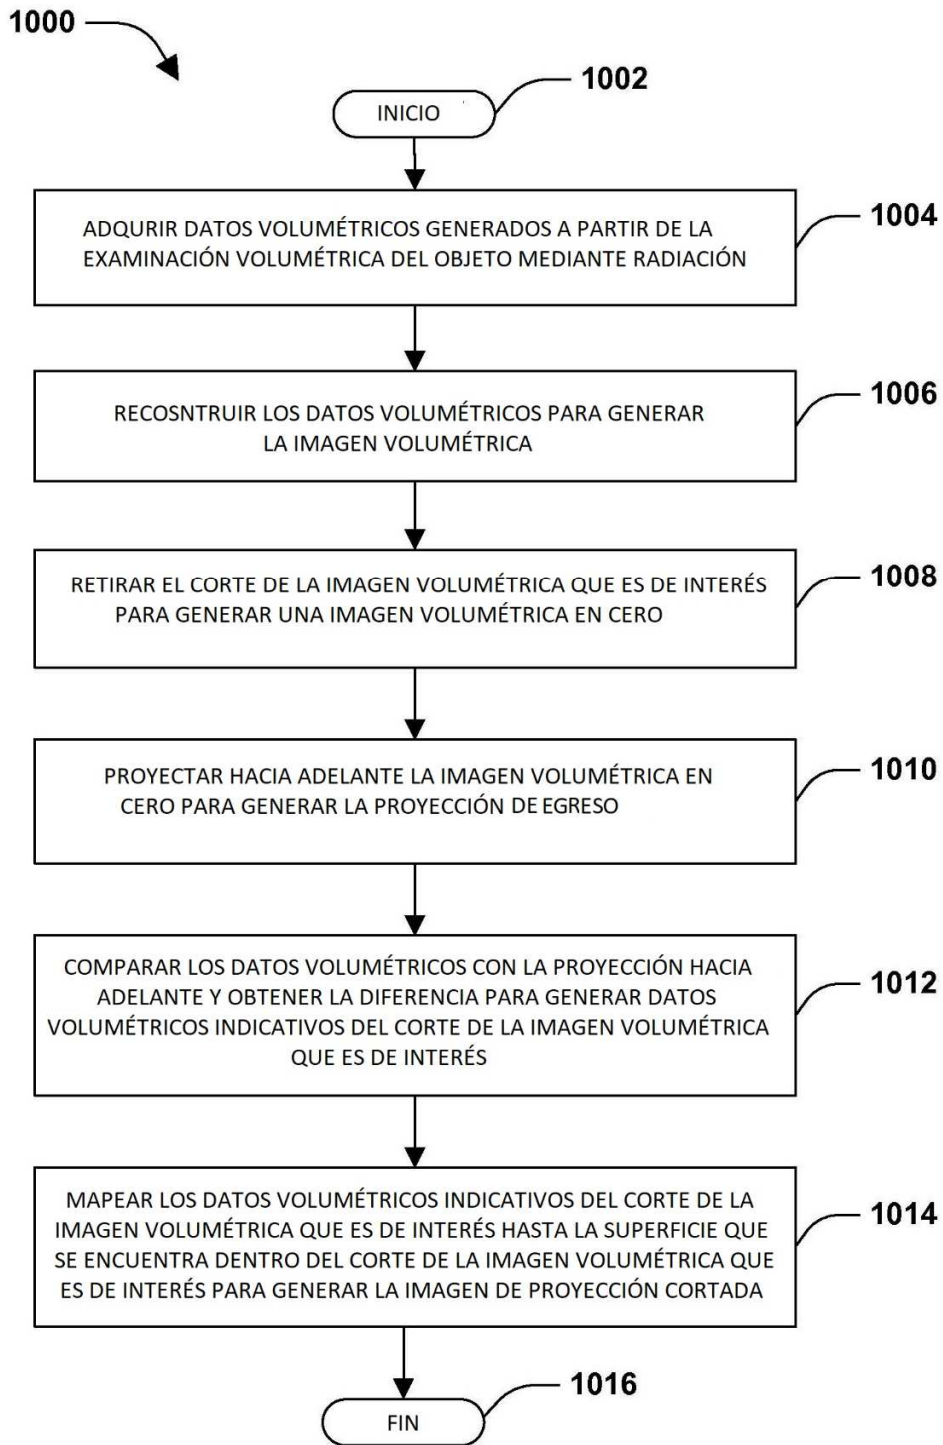 1000
1002
INICIO
1004
ADQURIR DATOS VOLUMÉTRICOS GENERADOS A PARTIR DE LA
EXAMINACIÓN VOLUMÉTRICA DEL OBJETO MEDIANTE RADIACIÓN
1006
RECOSNTRUIR LOS DATOS VOLUMÉTRICOS PARA GENERAR
LA IMAGEN VOLUMÉTRICA
1008
RETIRAR EL CORTE DE LA IMAGEN VOLUMÉTRICA QUE ES DE INTERÉS
PARA GENERAR UNA IMAGEN VOLUMÉTRICA EN CERO
1010
PROYECTAR HACIA ADELANTE LA IMAGEN VOLUMÉTRICA EN
CERO PARA GENERAR LA PROYECCIÓN DE EGRESO
1012
COMPARAR LOS DATOS VOLUMÉTRICOS CON LA PROYECCIÓN HACIA
ADELANTE Y OBTENER LA DIFERENCIA PARA GENERAR DATOS
VOLUMÉTRICOS INDICATIVOS DEL CORTE DE LA IMAGEN VOLUMÉTRICA
QUE ES DE INTERÉS
1014
MAPEAR LOS DATOS VOLUMÉTRICOS INDICATIVOS DEL CORTE DE LA
IMAGEN VOLUMÉTRICA QUE ES DE INTERÉS HASTA LA SUPERFICIE QUE
SE ENCUENTRA DENTRO DEL CORTE DE LA IMAGEN VOLUMÉTRICA QUE
ES DE INTERÉS PARA GENERAR LA IMAGEN DE PROYECCIÓN CORTADA
1016
FIN